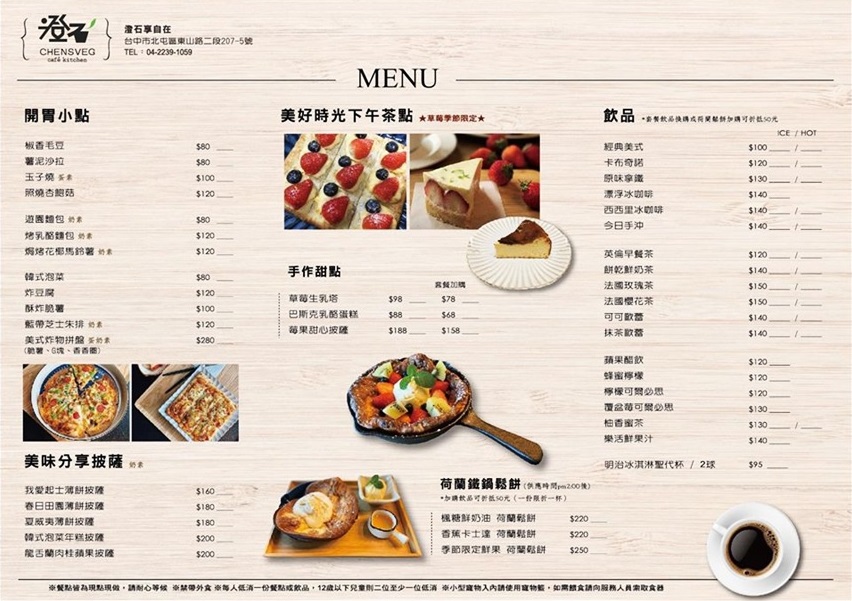 澄石
CHENSVEG
café kitchen
澄石享自在
台中市北屯區東山路二段207-5號
TEL：04-2239-1059
MENU
開胃小點
椒香毛豆 $80
薯泥沙拉 $80
玉子燒 蛋素 $100
照燒杏鮑菇 $120
遊園麵包 奶素 $80
烤乳酪麵包 奶素 $120
焗烤花椰馬鈴薯 奶素 $120
韓式泡菜 $80
炸豆腐 $120
酥炸脆薯 $100
藍帶芝士朱排 奶素 $120
美式炸物拼盤 蛋奶素 $280
(脆薯、G塊、香香圈)
美味分享披薩 奶素
我愛起士薄餅披薩 $160
春日田園薄餅披薩 $180
夏威夷薄餅披薩 $180
韓式泡菜年糕披薩 $200
龍舌蘭肉桂蘋果披薩 $200
美好時光下午茶點 ★草莓季節限定★
手作甜點
套餐加購
草莓生乳塔 $98 $78
巴斯克乳酪蛋糕 $88 $68
莓果甜心披薩 $188 $158
荷蘭鐵鍋鬆餅 (供應時間pm2:00後)
*加購飲品可折低50元（一份限折一杯）
楓糖鮮奶油 荷蘭鬆餅 $220
香蕉卡士達 荷蘭鬆餅 $220
季節限定鮮果 荷蘭鬆餅 $250
飲品 *套餐飲品後購或荷蘭鬆餅加購可折低50元
ICE / HOT
經典美式 $100 /
卡布奇諾 $120 /
原味拿鐵 $130 /
漂浮冰咖啡 $140
西西里冰咖啡 $140 /
今日手沖 $140 /
英倫早餐茶 $120 /
餅乾鮮奶茶 $140 /
法國玫瑰茶 $150 /
法國櫻花茶 $150 /
可可歐蕾 $140 /
抹茶歐蕾 $140 /
蘋果醋飲 $120
蜂蜜檸檬 $120
檸檬可爾必思 $120
覆盆莓可爾必思 $130
柚香蜜茶 $130 /
樂活鮮果汁 $140
明治冰淇淋聖代杯 / 2球 $95
※餐點皆為現點現做，請耐心等候 ※禁帶外食 ※每人低消一份餐點或飲品，12歲以下兒童則二位至少一位低消 ※小型寵物入內請使用寵物籃，如需餵食請向服務人員索取食器